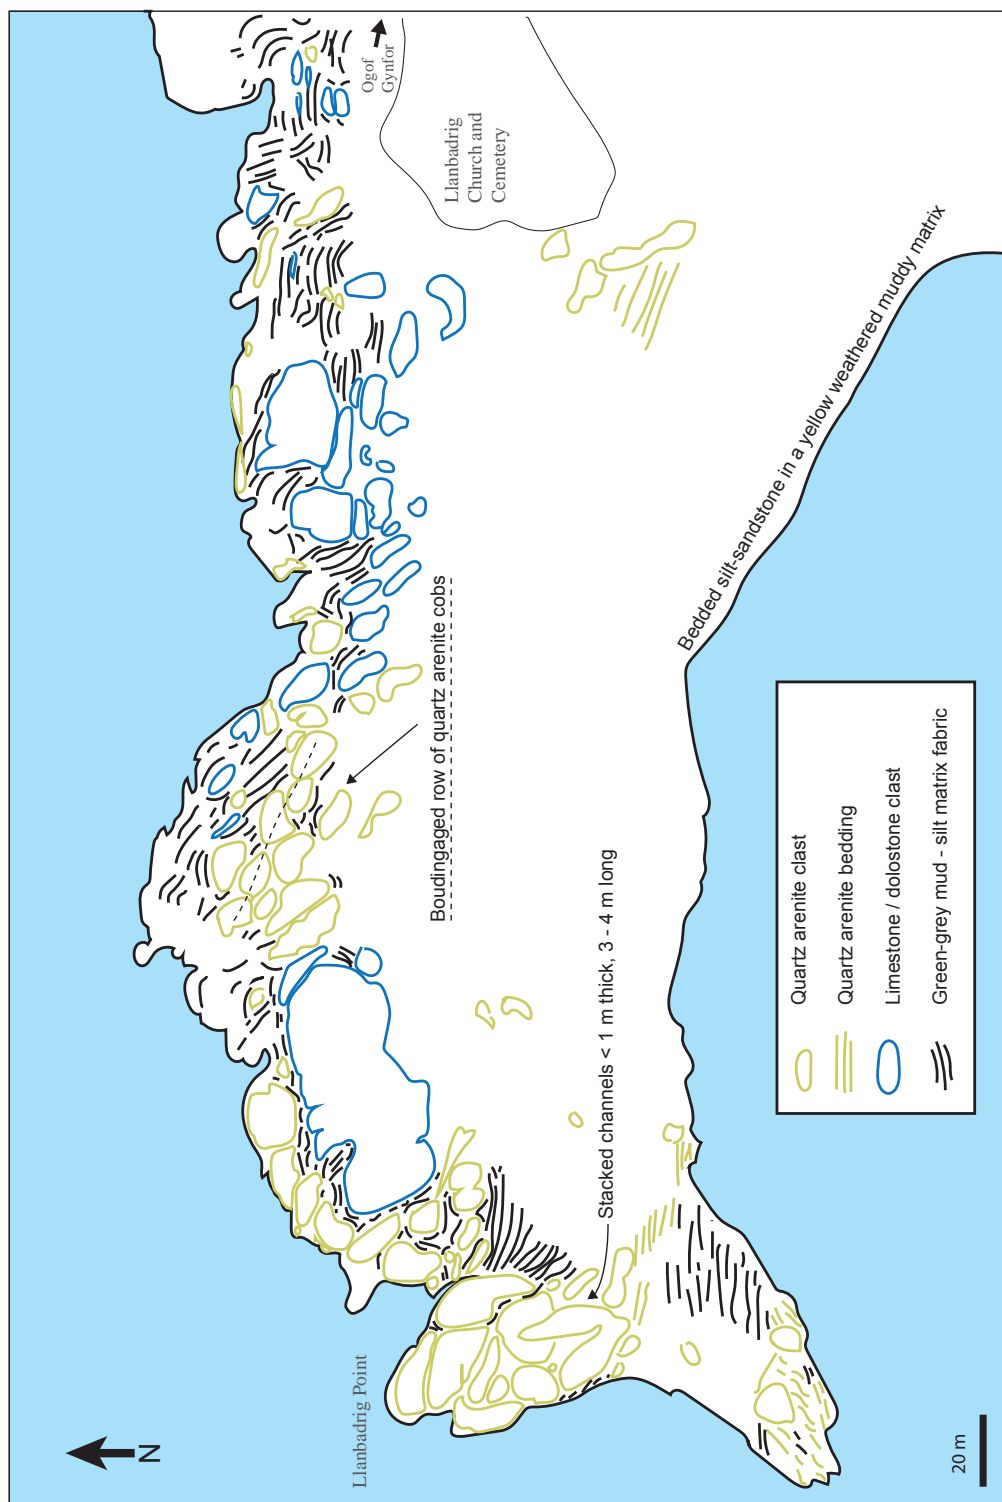 Ogof
Gynfor
Llanbadrig
Church and
Cemetery
Bedded silt-sandstone in a yellow weathered muddy matrix
Boudingaged row of quartz arenite cobs
Stacked channels < 1 m thick, 3 - 4 m long
Llanbadrig Point
N
Quartz arenite clast
Quartz arenite bedding
Limestone / dolostone clast
Green-grey mud - silt matrix fabric
20 m